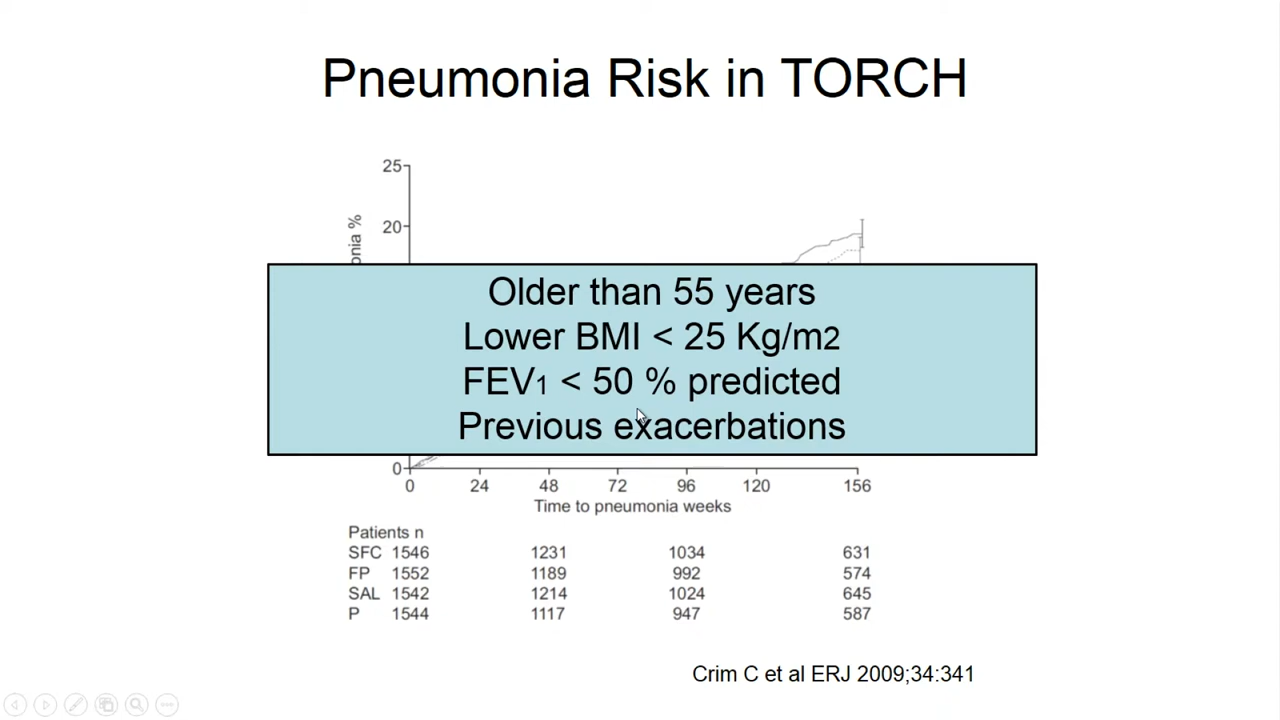 Pneumonia Risk in TORCH
25
20
Older than 55 years
Lower BMI < 25 Kg/m2
FEV1 < 50 % predicted
Previous exacerbations
0
0 24 48 72 96 120 156
Time to pneumonia weeks
Patients n
SFC 1546 1231 1034 631
FP 1552 1189 992 574
SAL 1542 1214 1024 645
P 1544 1117 947 587
Crim C et al ERJ 2009;34:341